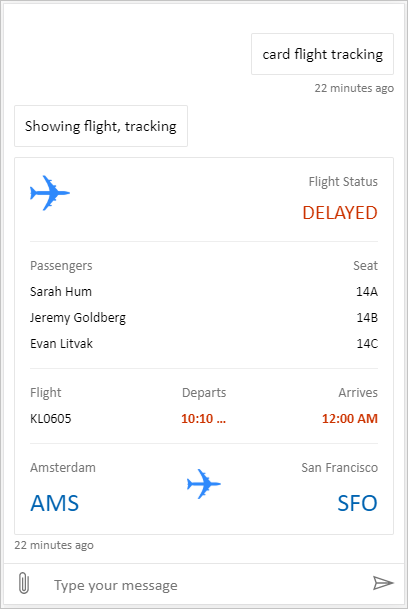 card flight tracking
22 minutes ago
Showing flight, tracking
Flight Status
DELAYED
Passengers Seat
Sarah Hum 14A
Jeremy Goldberg 14B
Evan Litvak 14C
Flight Departs Arrives
KL0605 10:10 ... 12:00 AM
Amsterdam San Francisco
AMS SFO
22 minutes ago
Type your message